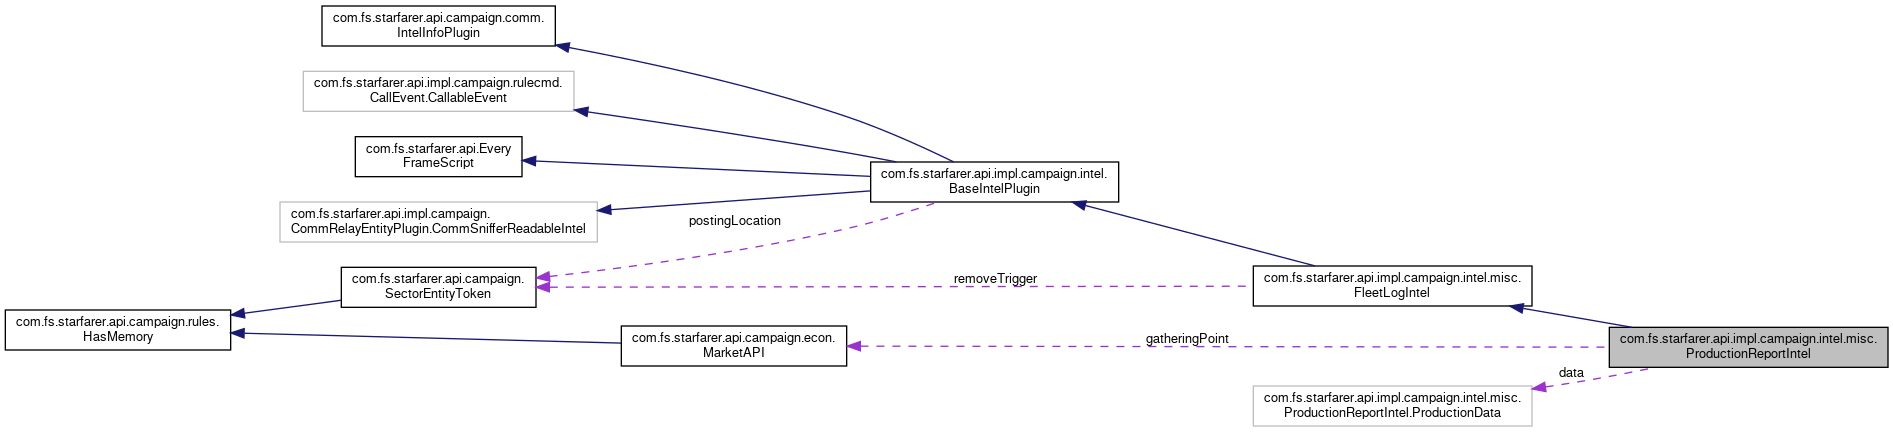 com.fs.starfarer.api.campaign.comm.
IntelInfoPlugin
com.fs.starfarer.api.impl.campaign.rulecmd.
CallEvent.CallableEvent
com.fs.starfarer.api.Every
FrameScript
com.fs.starfarer.api.impl.campaign.intel.
BaseIntelPlugin
com.fs.starfarer.api.impl.campaign.
CommRelayEntityPlugin.CommSnifferReadableIntel
postingLocation
com.fs.starfarer.api.campaign.
SectorEntityToken
removeTrigger
com.fs.starfarer.api.impl.campaign.intel.misc.
FleetLogIntel
com.fs.starfarer.api.campaign.rules.
HasMemory
com.fs.starfarer.api.campaign.econ.
MarketAPI
gatheringPoint
com.fs.starfarer.api.impl.campaign.intel.misc.
ProductionReportIntel
data
com.fs.starfarer.api.impl.campaign.intel.misc.
ProductionReportIntel.ProductionData